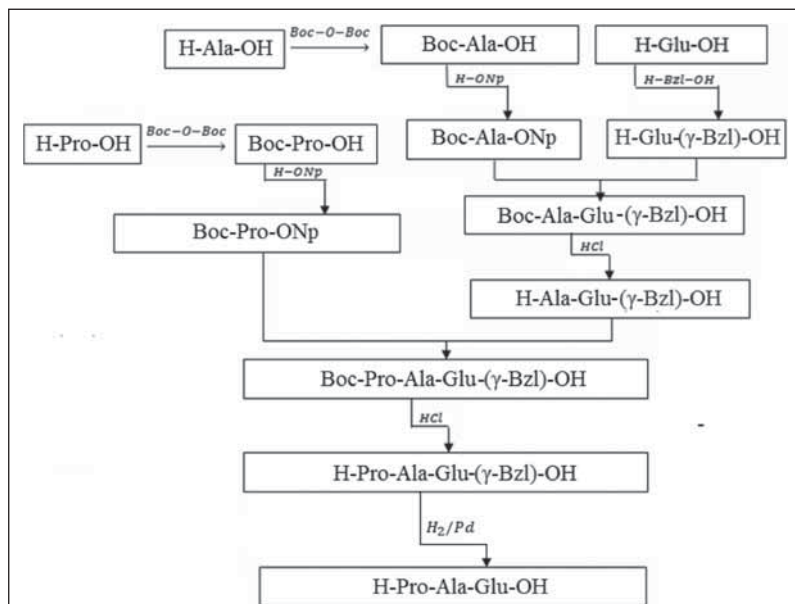 H-Ala-OH
Boc-O-Boc
Boc-Ala-OH
H-Glu-OH
H-ONp
H-Bzl-OH
H-Pro-OH
Boc-O-Boc
Boc-Pro-OH
Boc-Ala-ONp
H-Glu-(γ-Bzl)-OH
H-ONp
Boc-Pro-ONp
Boc-Ala-Glu-(γ-Bzl)-OH
HCl
H-Ala-Glu-(γ-Bzl)-OH
Boc-Pro-Ala-Glu-(γ-Bzl)-OH
HCl
H-Pro-Ala-Glu-(γ-Bzl)-OH
H₂/Pd
H-Pro-Ala-Glu-OH